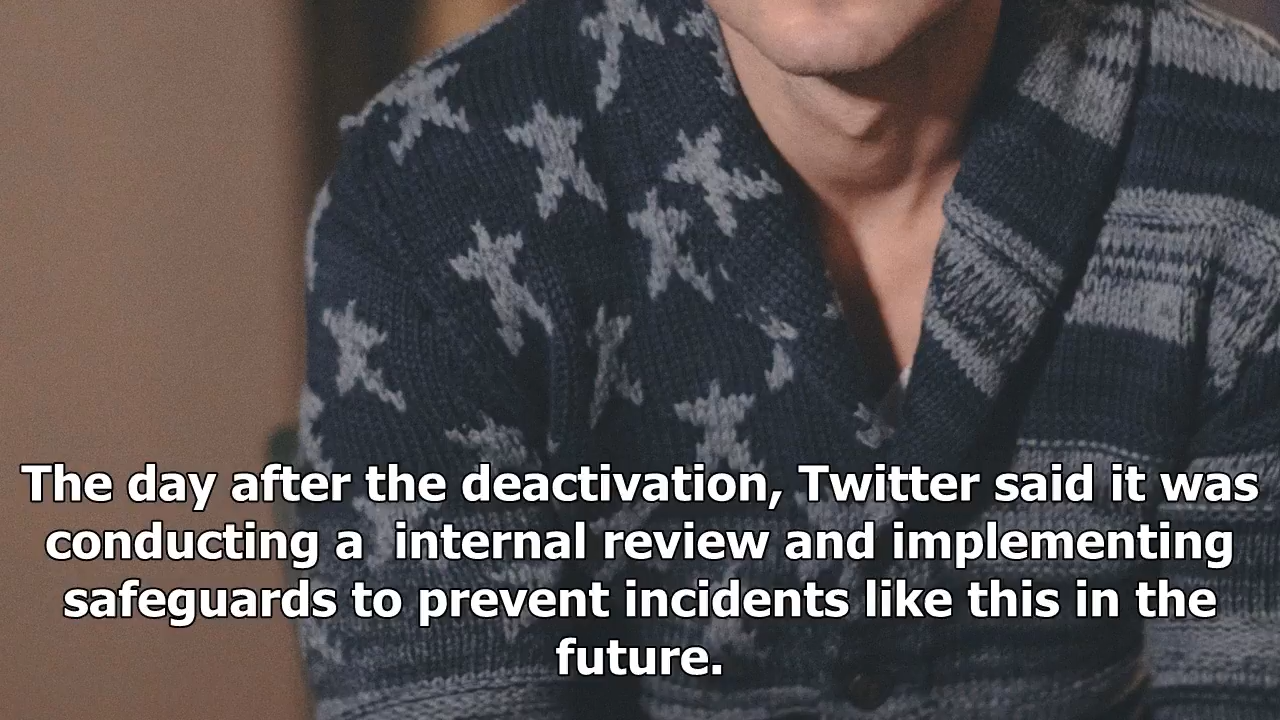 The day after the deactivation, Twitter said it was
conducting a  internal review and implementing
safeguards to prevent incidents like this in the
future.